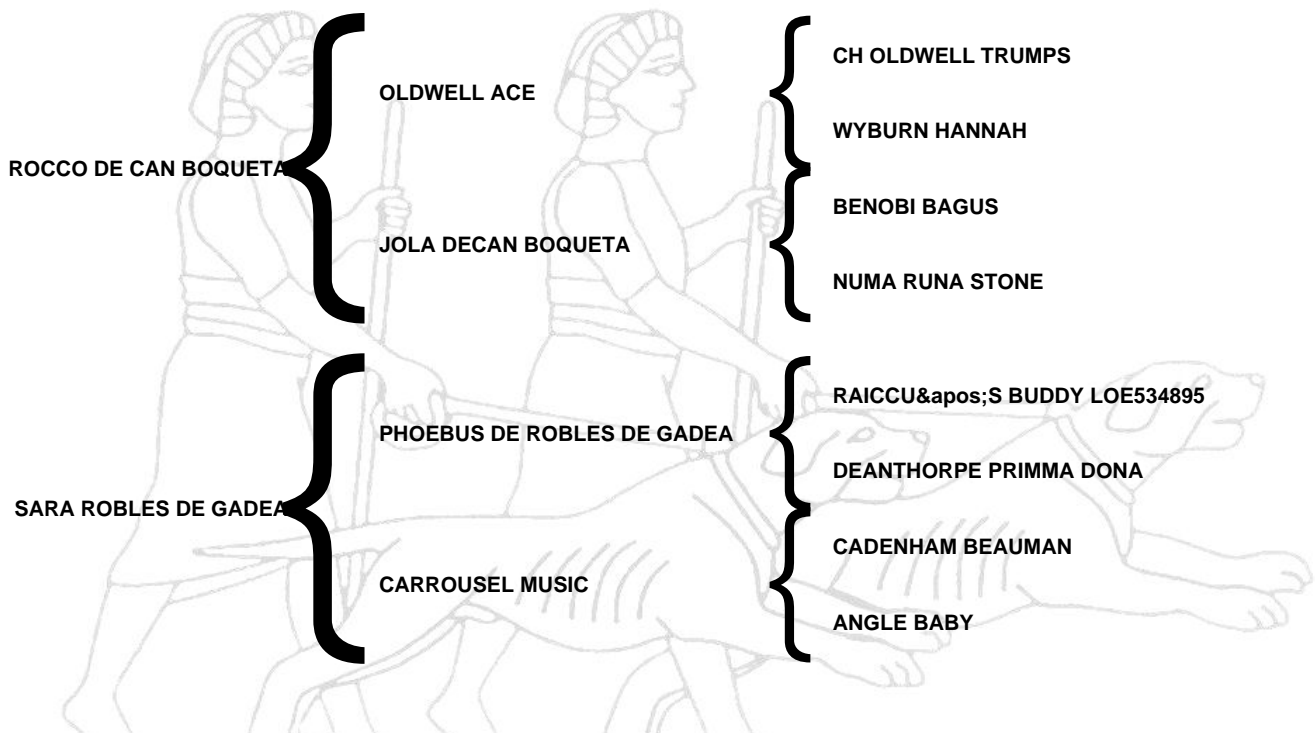 CH OLDWELL TRUMPS
OLDWELL ACE
WYBURN HANNAH
ROCCO DE CAN BOQUETA
BENOBI BAGUS
JOLA DECAN BOQUETA
NUMA RUNA STONE
RAICCU&apos;S BUDDY LOE534895
PHOEBUS DE ROBLES DE GADEA
DEANTHORPE PRIMMA DONA
SARA ROBLES DE GADEA
CADENHAM BEAUMAN
CARROUSEL MUSIC
ANGLE BABY